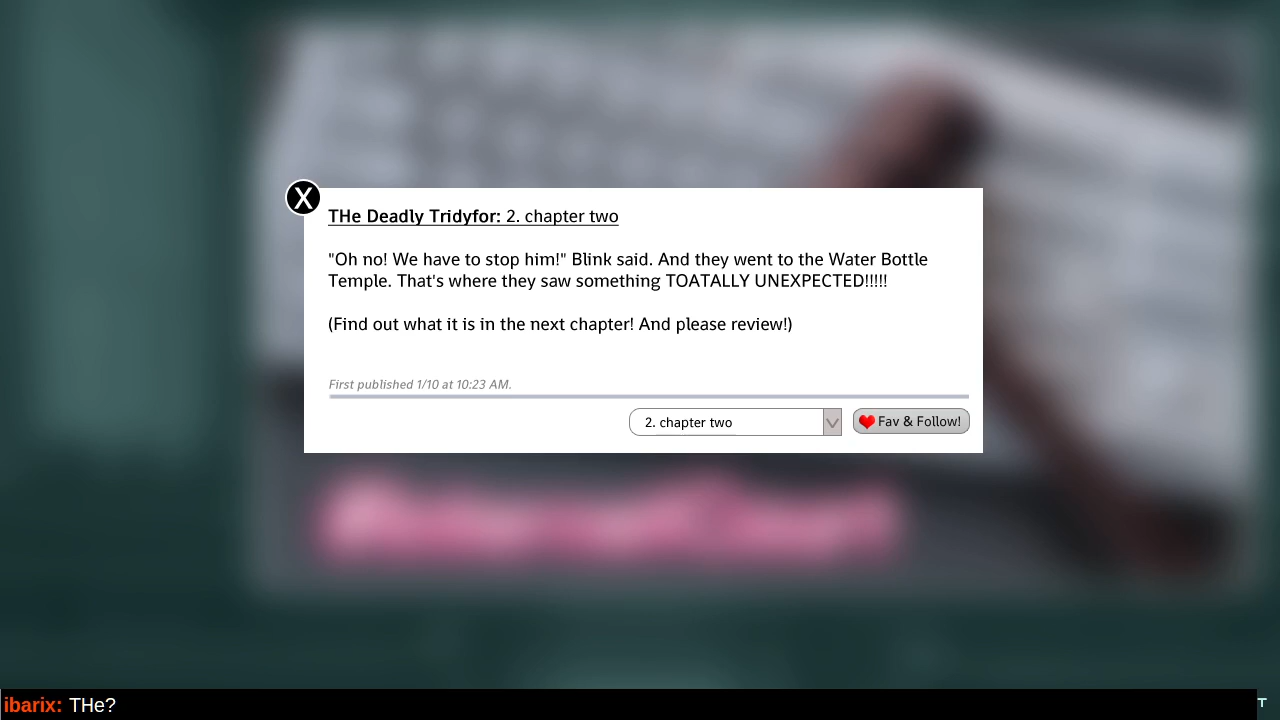 X
THe Deadly Tridyfor: 2. chapter two
"Oh no! We have to stop him!" Blink said. And they went to the Water Bottle
Temple. That's where they saw something TOATALLY UNEXPECTED!!!!!
(Find out what it is in the next chapter! And please review!)
First published 1/10 at 10:23 AM.
2. chapter two
Fav & Follow!
ibarix: THe?
T